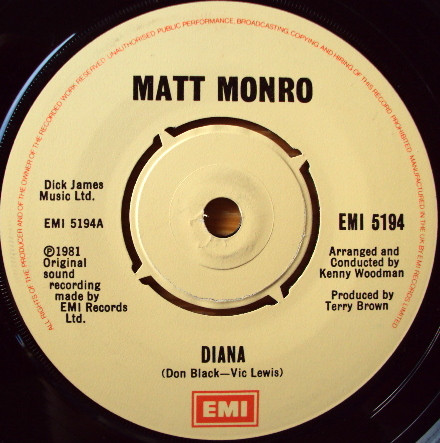 ALL RIGHTS OF THE PRODUCER AND OF THE OWNER OF THE RECORDED WORK RESERVED UNAUTHORISED PUBLIC PERFORMANCE, BROADCASTING, COPYING AND HIRING OF THIS RECORD PROHIBITED MANUFACTURED IN THE U.K. BY EMI RECORDS LIMITED
MATT MONRO
Dick James
Music Ltd.
EMI 5194A
℗1981
Original
sound
recording
made by
EMI Records
Ltd.
EMI 5194
Arranged and
Conducted by
Kenny Woodman
Produced by
Terry Brown
DIANA
(Don Black—Vic Lewis)
EMI